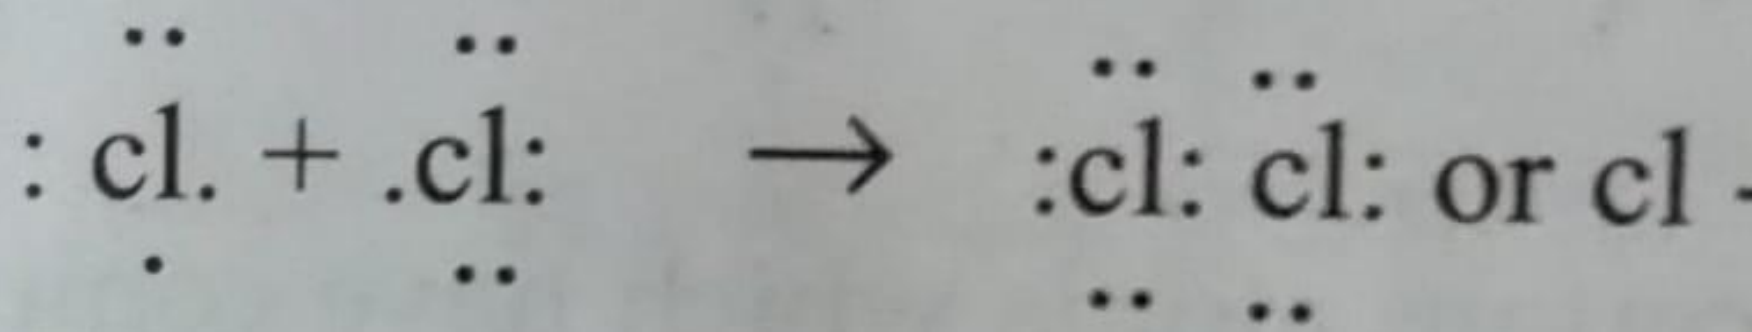 : cl. + .cl: → :cl: cl: or cl -